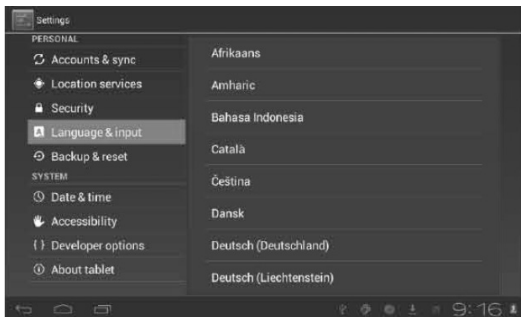 Settings
PERSONAL
Accounts & sync
Location services
Security
Language & input
Backup & reset
SYSTEM
Date & time
Accessibility
Developer options
About tablet
Afrikaans
Amharic
Bahasa Indonesia
Català
Čeština
Dansk
Deutsch (Deutschland)
Deutsch (Liechtenstein)
9:16